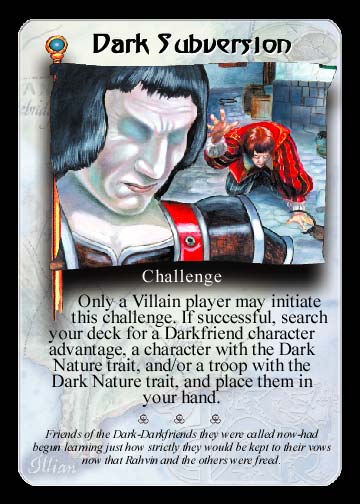 Dark Subversion
Challenge
Only a Villain player may initiate
this challenge. If successful, search
your deck for a Darkfriend character
advantage, a character with the Dark
Nature trait, and/or a troop with the
Dark Nature trait, and place them in
your hand.
Friends of the Dark-Darkfriends they were called now-had
begun learning just how strictly they would be kept to their vows
now that Rahvin and the others were freed.
Illian